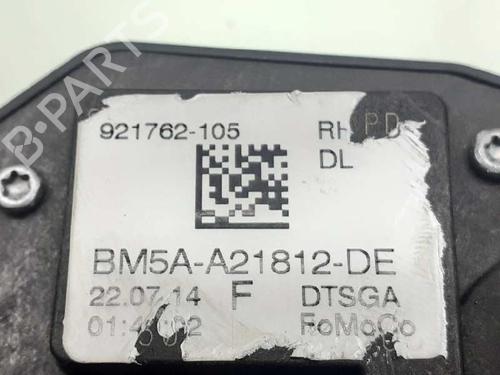 921762-105 RH PD
DL
BM5A-A21812-DE
22.07.14 F DTSGA
FoMoCo
B-PARTS